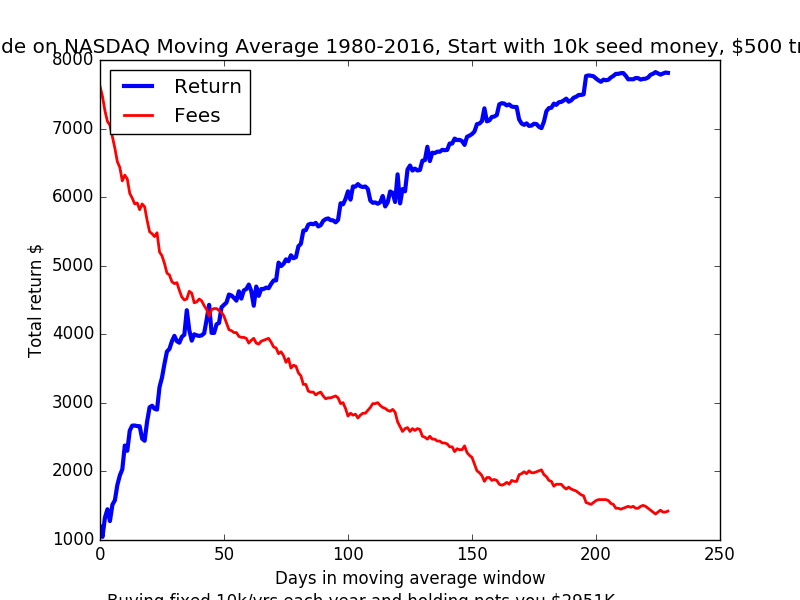 de on NASDAQ Moving Average 1980-2016, Start with 10k seed money, $500 tr
8000
7000
6000
5000
4000
3000
2000
1000
Total return $
Return
Fees
0 50 100 150 200 250
Days in moving average window
Buying fixed 10k/yrs each year and holding nets you $2951K